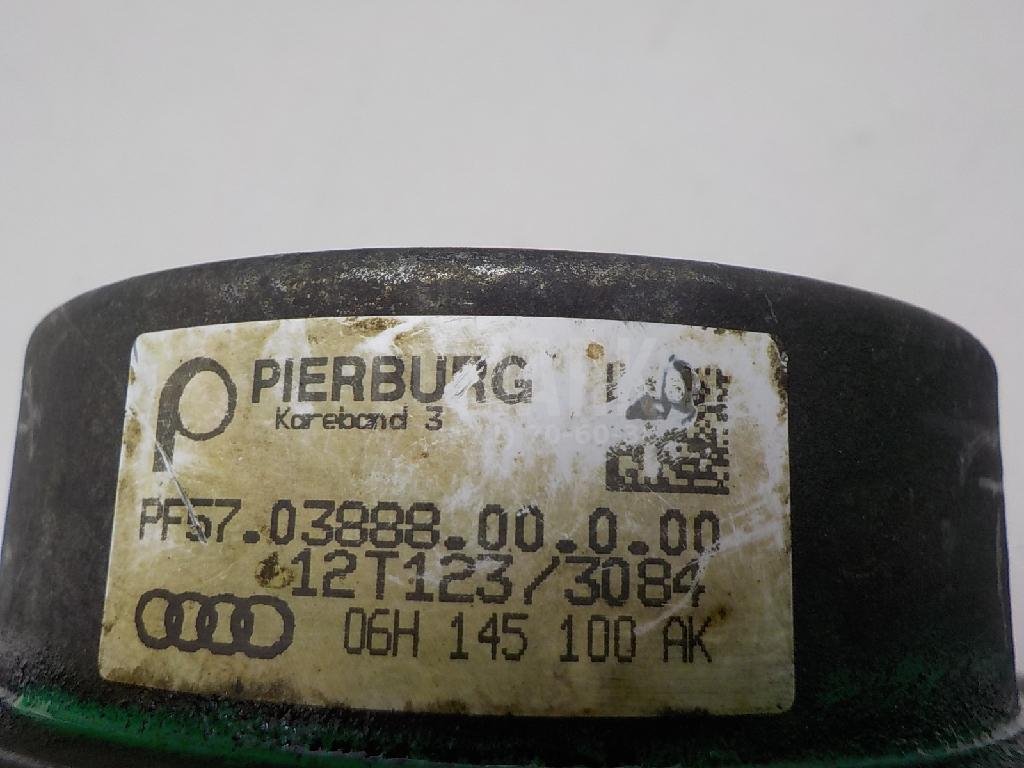 PIERBURG
Kareband 3
PF57.03888.00.0.00
12T123/3084
06H 145 100 AK